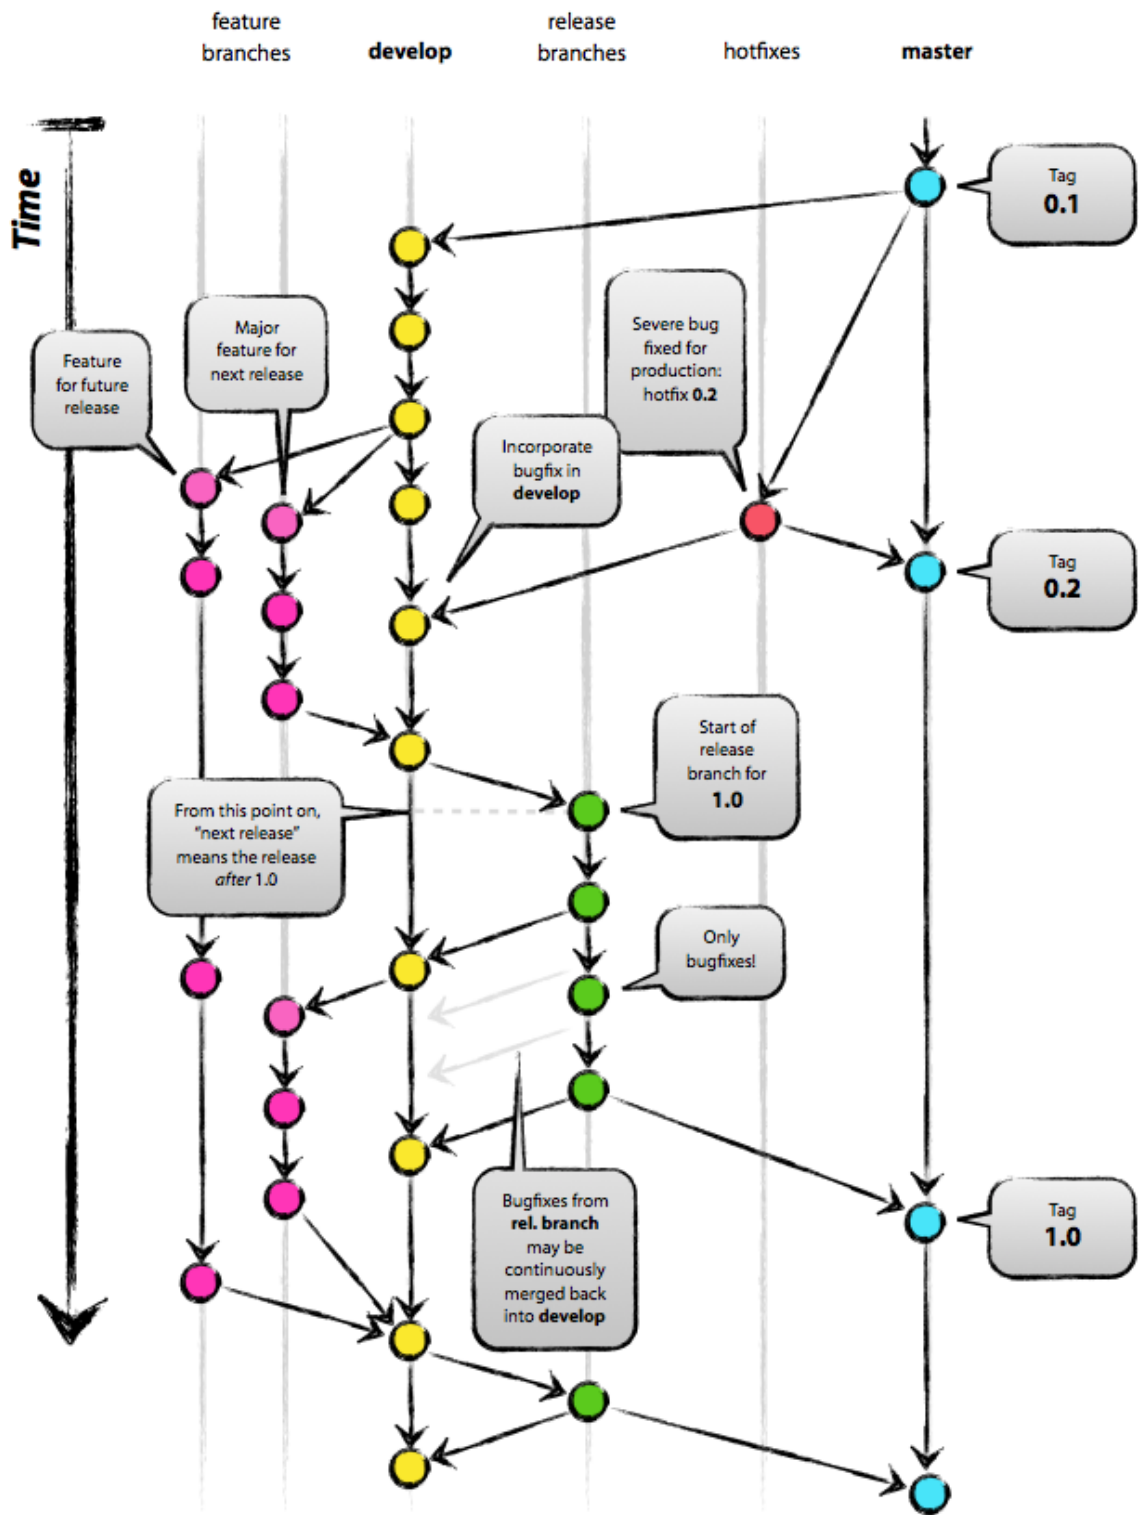 feature
branches
develop
release
branches
hotfixes
master
Time
Tag
0.1
Severe bug
fixed for
production:
hotfix 0.2
Major
feature for
next release
Feature
for future
release
Incorporate
bugfix in
develop
Tag
0.2
Start of
release
branch for
1.0
From this point on,
“next release”
means the release
after 1.0
Only
bugfixes!
Bugfixes from
rel. branch
may be
continuously
merged back
into develop
Tag
1.0